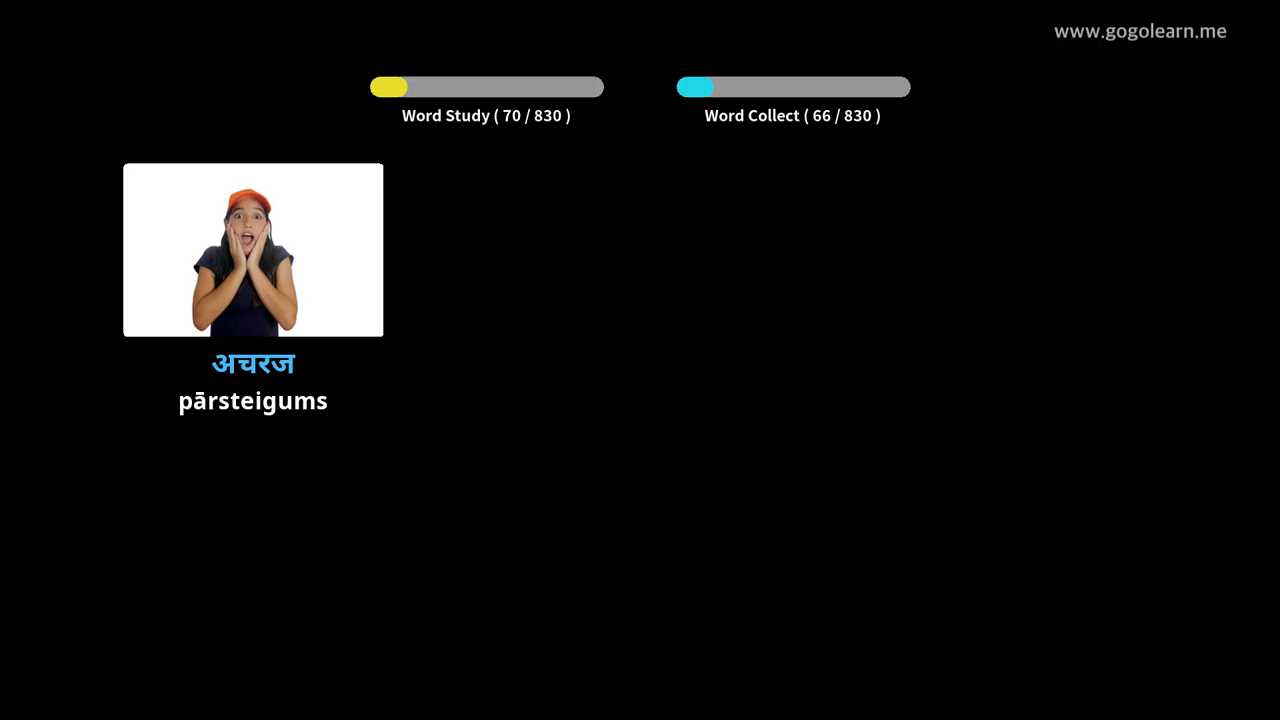 www.gogolearn.me
Word Study ( 70 / 830 )
Word Collect ( 66 / 830 )
अचरज
pārsteigums